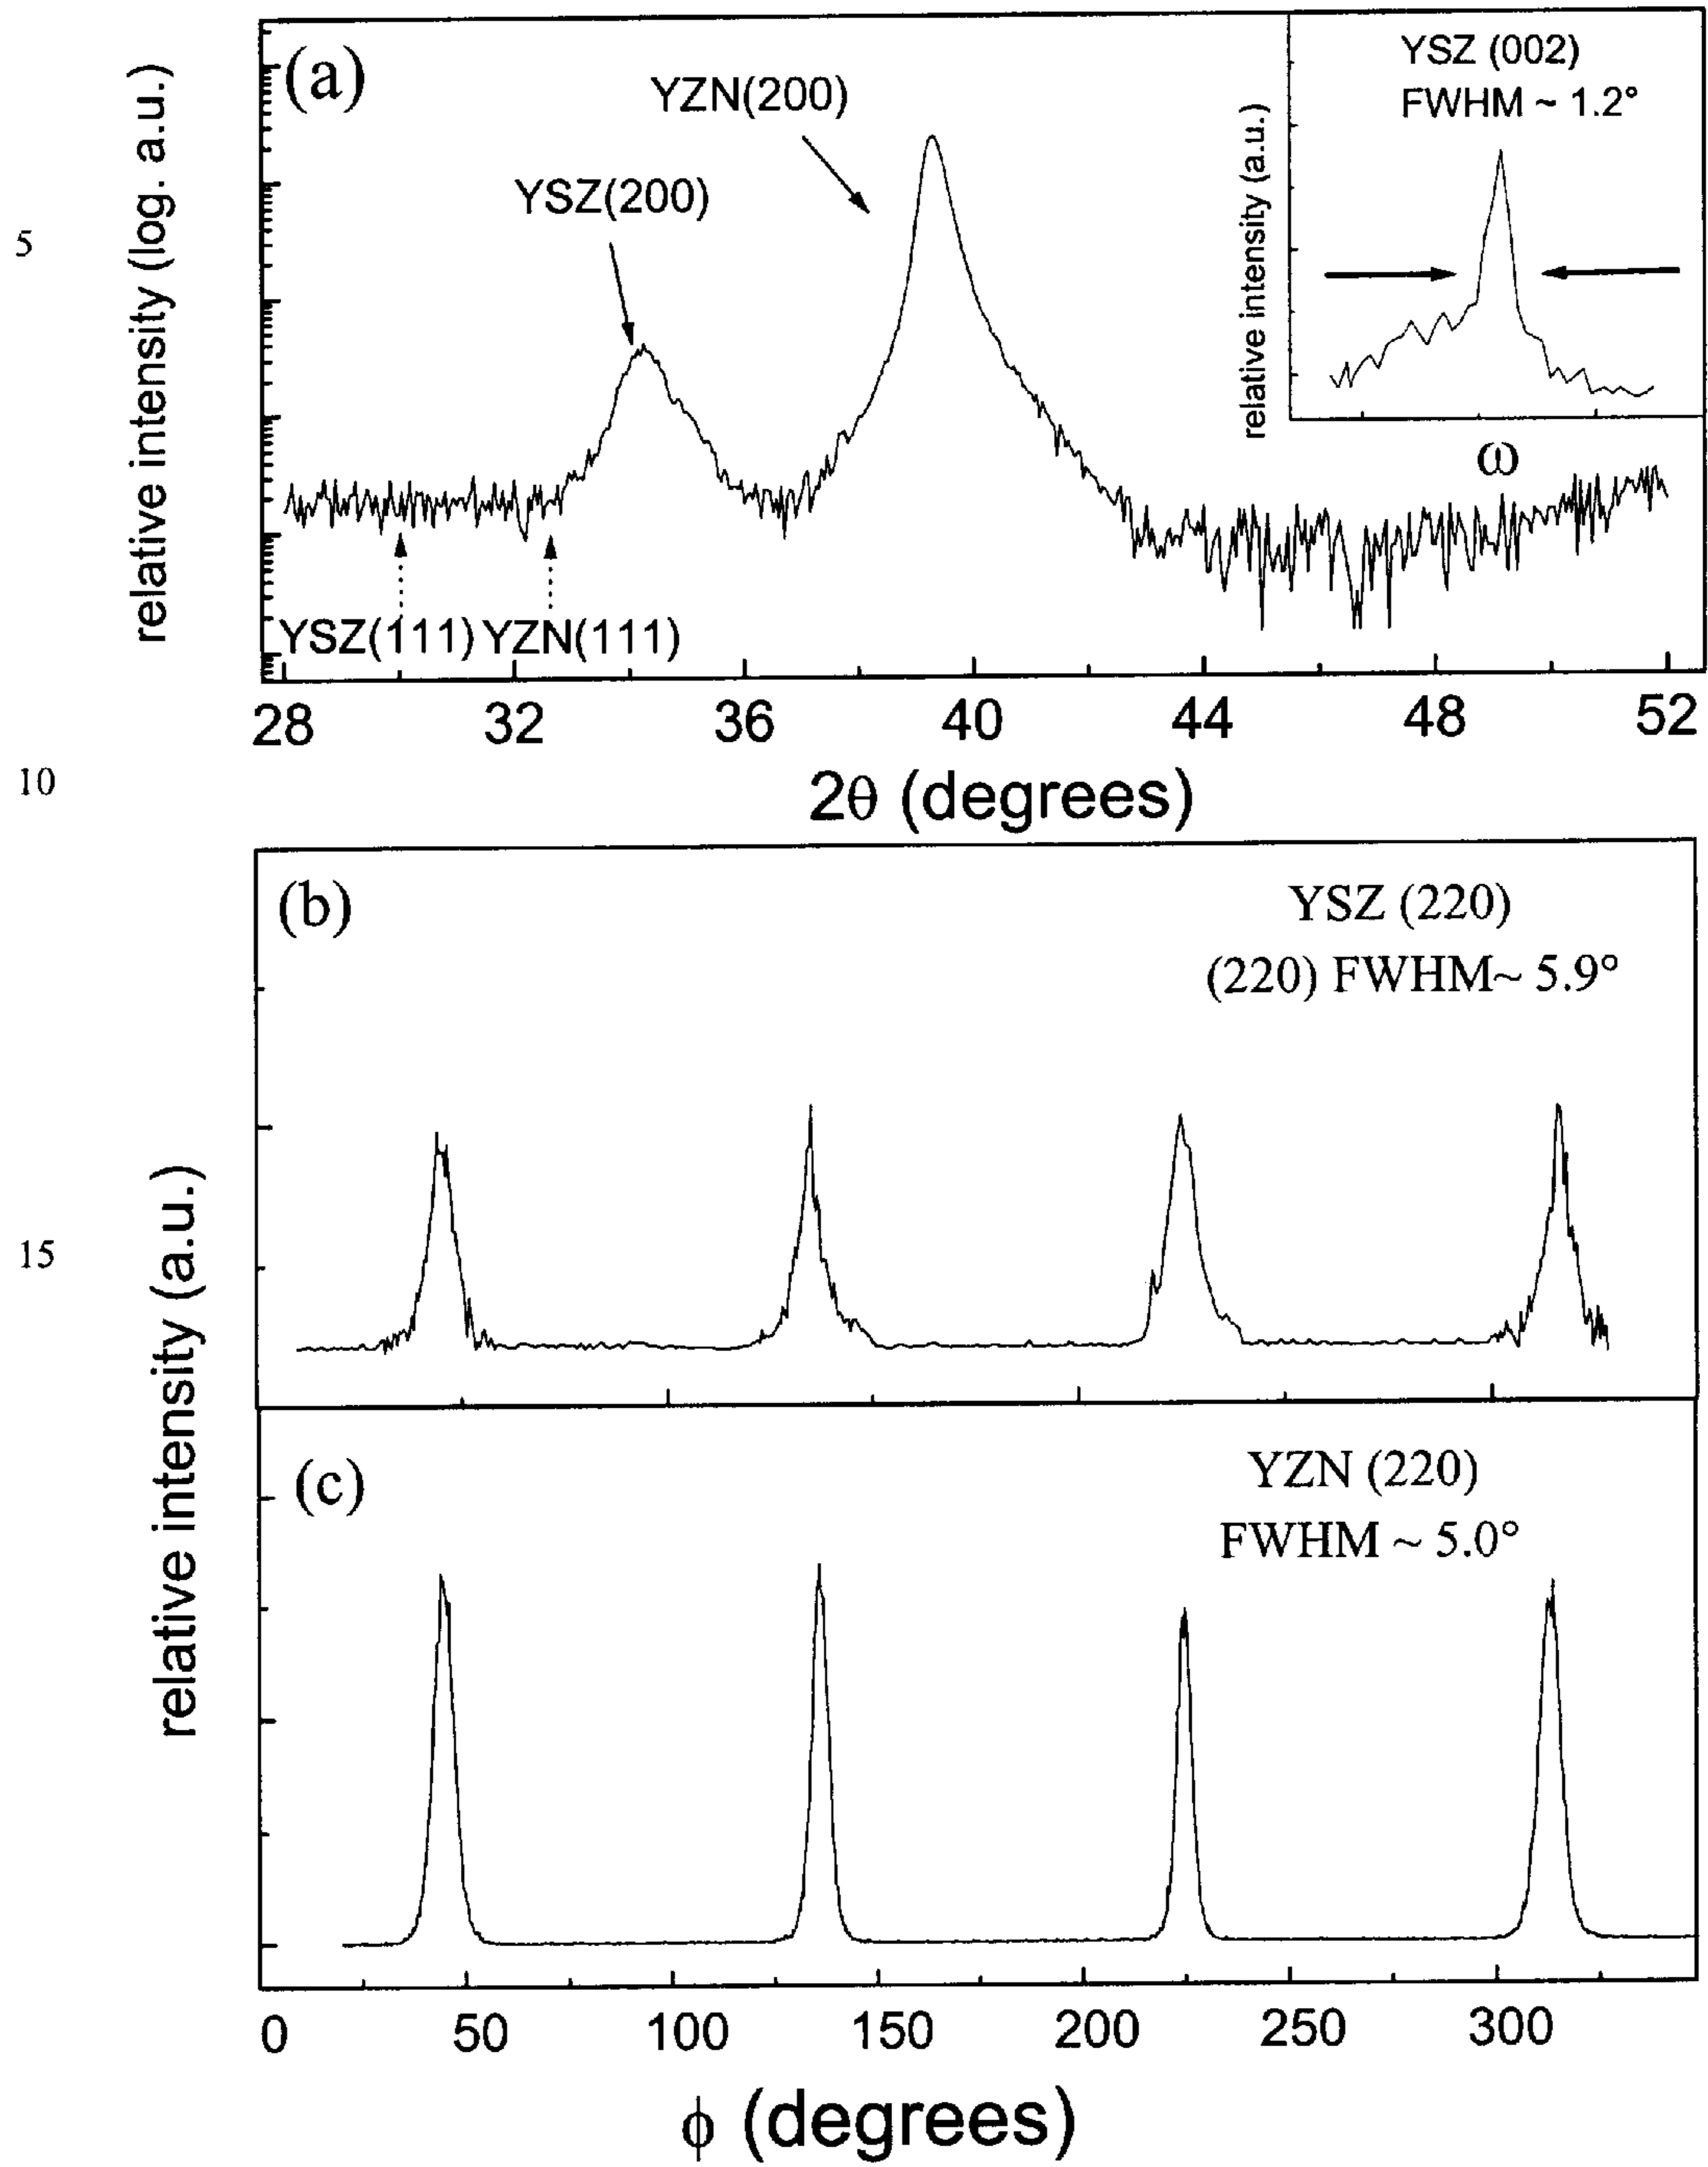 (a)
YZN(200)
YSZ(200)
YSZ (002)
FWHM ~ 1.2°
relative intensity (a.u.)
ω
relative intensity (log. a.u.)
5
YSZ(111) YZN(111)
28 32 36 40 44 48 52
2θ (degrees)
10
(b)
YSZ (220)
(220) FWHM~ 5.9°
15
relative intensity (a.u.)
(c)
YZN (220)
FWHM ~ 5.0°
0 50 100 150 200 250 300
ϕ (degrees)